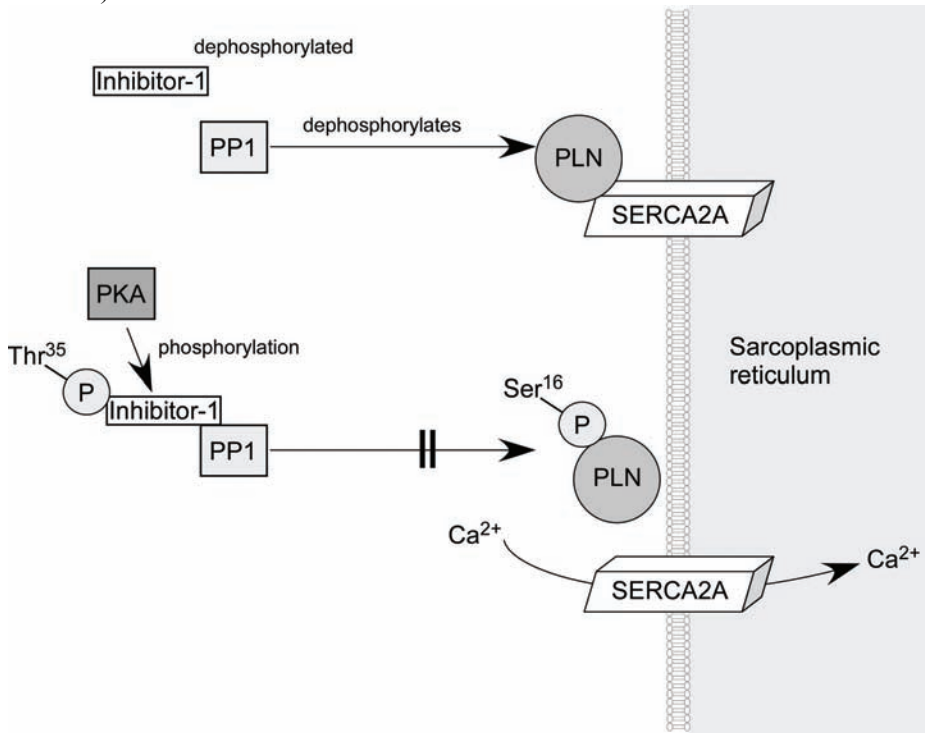 )
dephosphorylated
Inhibitor-1
PP1
dephosphorylates
PLN
SERCA2A
PKA
phosphorylation
Thr³⁵
P
Inhibitor-1
PP1
Ser¹⁶
P
PLN
Sarcoplasmic
reticulum
Ca²⁺
SERCA2A
Ca²⁺